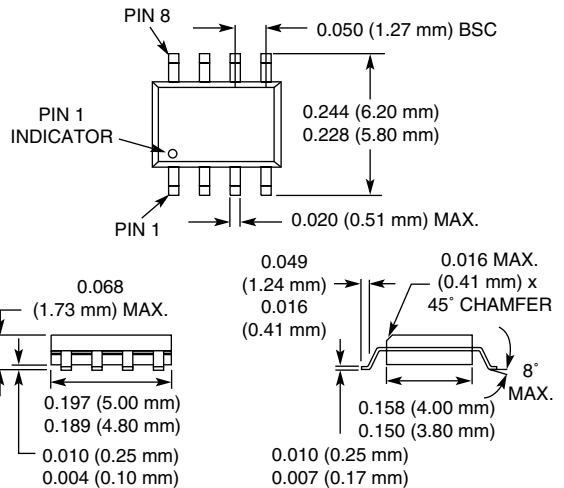 PIN 8
0.050 (1.27 mm) BSC
PIN 1
INDICATOR
0.244 (6.20 mm)
0.228 (5.80 mm)
PIN 1
0.020 (0.51 mm) MAX.
0.068
(1.73 mm) MAX.
0.197 (5.00 mm)
0.189 (4.80 mm)
0.010 (0.25 mm)
0.004 (0.10 mm)
0.049
(1.24 mm)
0.016
(0.41 mm)
0.016 MAX.
(0.41 mm) x
45° CHAMFER
8°
MAX.
0.158 (4.00 mm)
0.150 (3.80 mm)
0.010 (0.25 mm)
0.007 (0.17 mm)